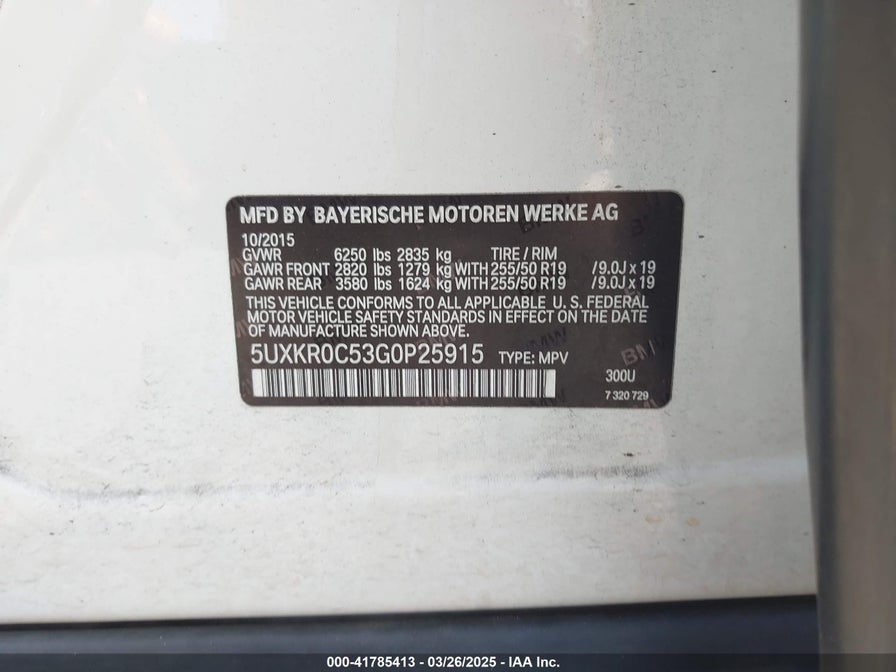 MFD BY BAYERISCHE MOTOREN WERKE AG
10/2015
GVWR 6250 lbs 2835 kg TIRE / RIM
GAWR FRONT 2820 lbs 1279 kg WITH 255/50 R19 /9.0J x 19
GAWR REAR 3580 lbs 1624 kg WITH 255/50 R19 /9.0J x 19
THIS VEHICLE CONFORMS TO ALL APPLICABLE U. S. FEDERAL
MOTOR VEHICLE SAFETY STANDARDS IN EFFECT ON THE DATE
OF MANUFACTURE SHOWN ABOVE.
5UXKR0C53G0P25915 TYPE: MPV
300U
7 320 729
000-41785413 - 03/26/2025 - IAA Inc.